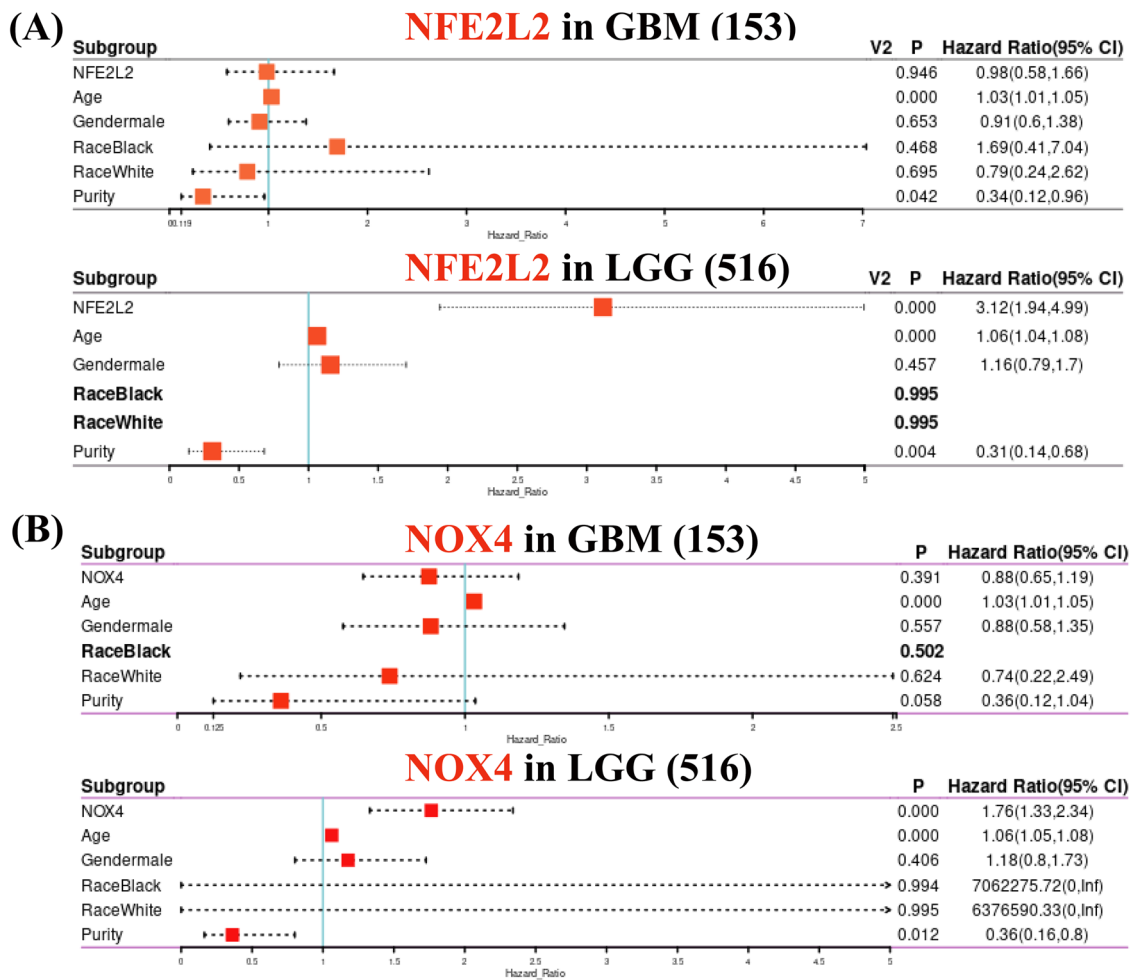 (A)
NFE2L2 in GBM (153)
Subgroup V2 P Hazard Ratio(95% CI)
NFE2L2 0.946 0.98(0.58,1.66)
Age 0.000 1.03(1.01,1.05)
Gendermale 0.653 0.91(0.6,1.38)
RaceBlack 0.468 1.69(0.41,7.04)
RaceWhite 0.695 0.79(0.24,2.62)
Purity 0.042 0.34(0.12,0.96)
0 0.119 1 2 3 4 5 6 7
Hazard_Ratio
NFE2L2 in LGG (516)
Subgroup V2 P Hazard Ratio(95% CI)
NFE2L2 0.000 3.12(1.94,4.99)
Age 0.000 1.06(1.04,1.08)
Gendermale 0.457 1.16(0.79,1.7)
RaceBlack 0.995
RaceWhite 0.995
Purity 0.004 0.31(0.14,0.68)
0 0.5 1 1.5 2 2.5 3 3.5 4 4.5 5
Hazard_Ratio
(B)
NOX4 in GBM (153)
Subgroup P Hazard Ratio(95% CI)
NOX4 0.391 0.88(0.65,1.19)
Age 0.000 1.03(1.01,1.05)
Gendermale 0.557 0.88(0.58,1.35)
RaceBlack 0.502
RaceWhite 0.624 0.74(0.22,2.49)
Purity 0.058 0.36(0.12,1.04)
0 0.125 0.5 1 1.5 2 2.5
Hazard_Ratio
NOX4 in LGG (516)
Subgroup P Hazard Ratio(95% CI)
NOX4 0.000 1.76(1.33,2.34)
Age 0.000 1.06(1.05,1.08)
Gendermale 0.406 1.18(0.8,1.73)
RaceBlack 0.994 7062275.72(0,Inf)
RaceWhite 0.995 6376590.33(0,Inf)
Purity 0.012 0.36(0.16,0.8)
0 0.5 1 1.5 2 2.5 3 3.5 4 4.5 5
Hazard_Ratio